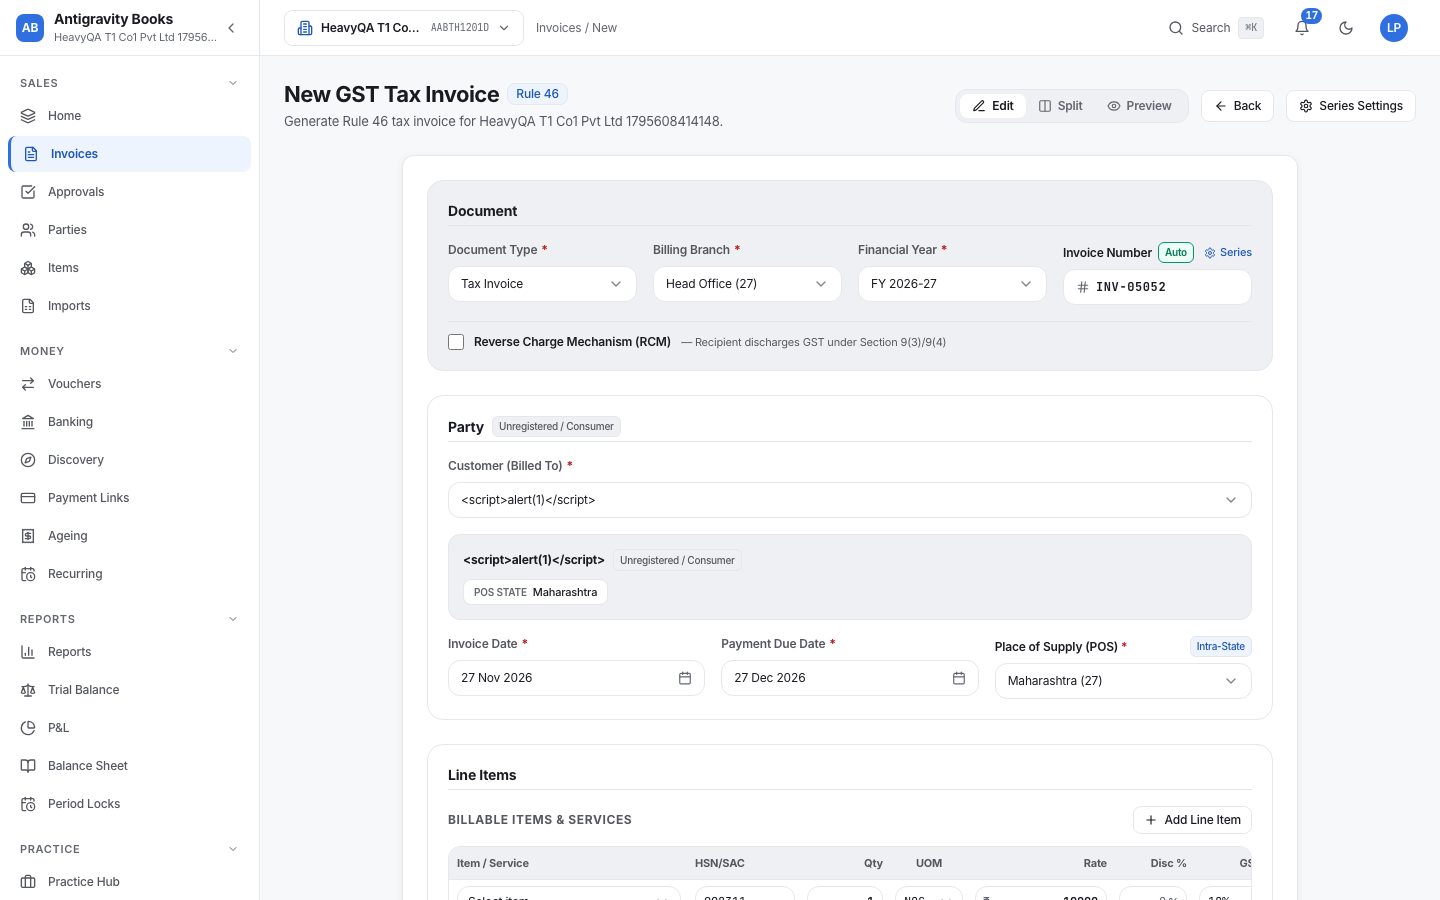 AB
Antigravity Books
HeavyQA T1 Co1 Pvt Ltd 17956...
HeavyQA T1 Co... AABTH1201D
Invoices / New
Search ⌘K
17
LP
SALES
Home
Invoices
Approvals
Parties
Items
Imports
MONEY
Vouchers
Banking
Discovery
Payment Links
Ageing
Recurring
REPORTS
Reports
Trial Balance
P&L
Balance Sheet
Period Locks
PRACTICE
Practice Hub
New GST Tax Invoice Rule 46
Generate Rule 46 tax invoice for HeavyQA T1 Co1 Pvt Ltd 1795608414148.
Edit Split Preview Back Series Settings
Document
Document Type * Billing Branch * Financial Year * Invoice Number Auto Series
Tax Invoice Head Office (27) FY 2026-27 # INV-05052
Reverse Charge Mechanism (RCM) — Recipient discharges GST under Section 9(3)/9(4)
Party Unregistered / Consumer
Customer (Billed To) *
<script>alert(1)</script>
<script>alert(1)</script> Unregistered / Consumer
POS STATE Maharashtra
Invoice Date * Payment Due Date * Place of Supply (POS) * Intra-State
27 Nov 2026 27 Dec 2026 Maharashtra (27)
Line Items
BILLABLE ITEMS & SERVICES + Add Line Item
Item / Service HSN/SAC Qty UOM Rate Disc %